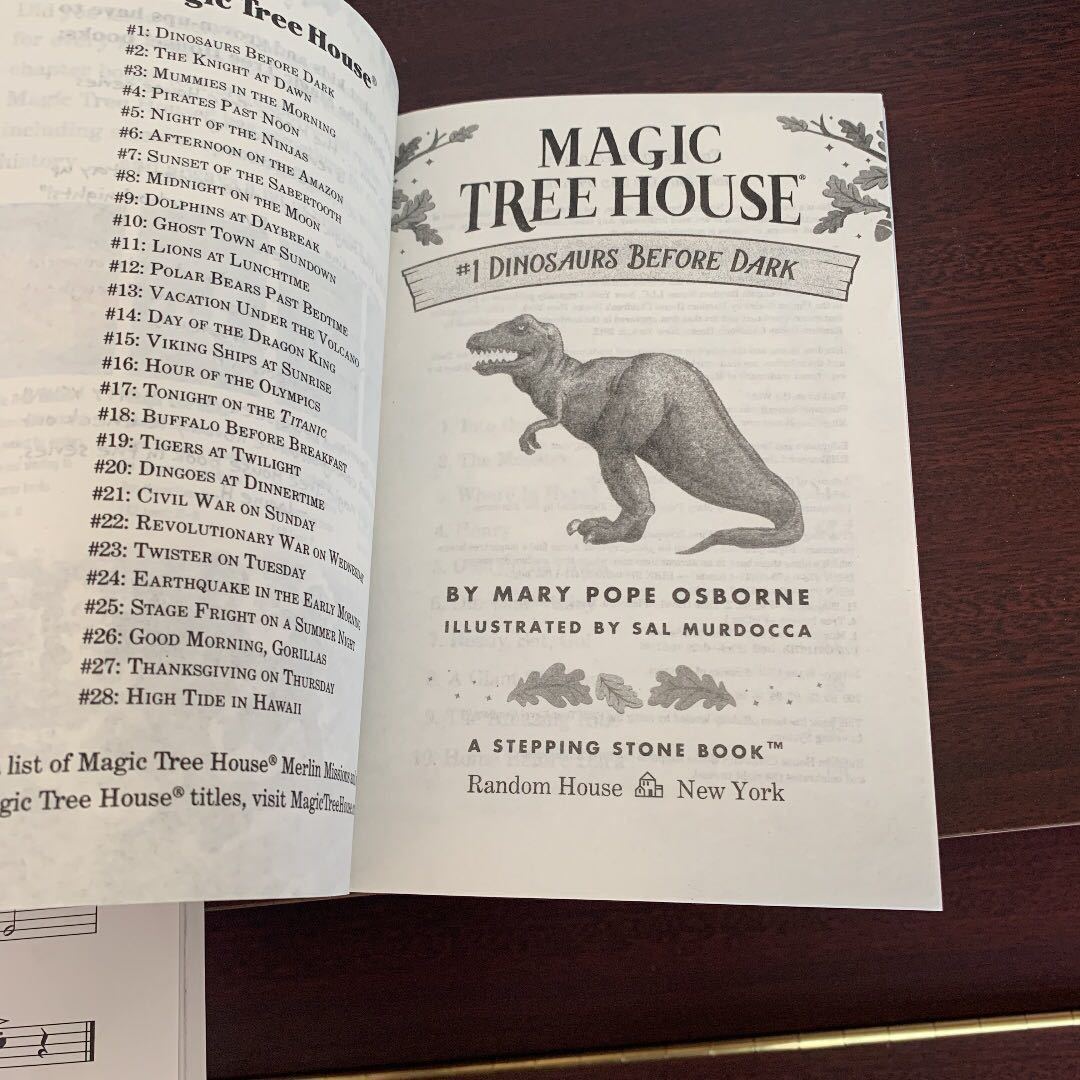 gic Tree House®
#1: Dinosaurs Before Dark
#2: The Knight at Dawn
#3: Mummies in the Morning
#4: Pirates Past Noon
#5: Night of the Ninjas
#6: Afternoon on the Amazon
#7: Sunset of the Sabertooth
#8: Midnight on the Moon
#9: Dolphins at Daybreak
#10: Ghost Town at Sundown
#11: Lions at Lunchtime
#12: Polar Bears Past Bedtime
#13: Vacation Under the Volcano
#14: Day of the Dragon King
#15: Viking Ships at Sunrise
#16: Hour of the Olympics
#17: Tonight on the Titanic
#18: Buffalo Before Breakfast
#19: Tigers at Twilight
#20: Dingoes at Dinnertime
#21: Civil War on Sunday
#22: Revolutionary War on Wednesday
#23: Twister on Tuesday
#24: Earthquake in the Early Morning
#25: Stage Fright on a Summer Night
#26: Good Morning, Gorillas
#27: Thanksgiving on Thursday
#28: High Tide in Hawaii
list of Magic Tree House® Merlin Missions
gic Tree House® titles, visit MagicTreeHouse
MAGIC
TREE HOUSE®
#1 DINOSAURS BEFORE DARK
BY MARY POPE OSBORNE
ILLUSTRATED BY SAL MURDOCCA
A STEPPING STONE BOOK™
Random House New York